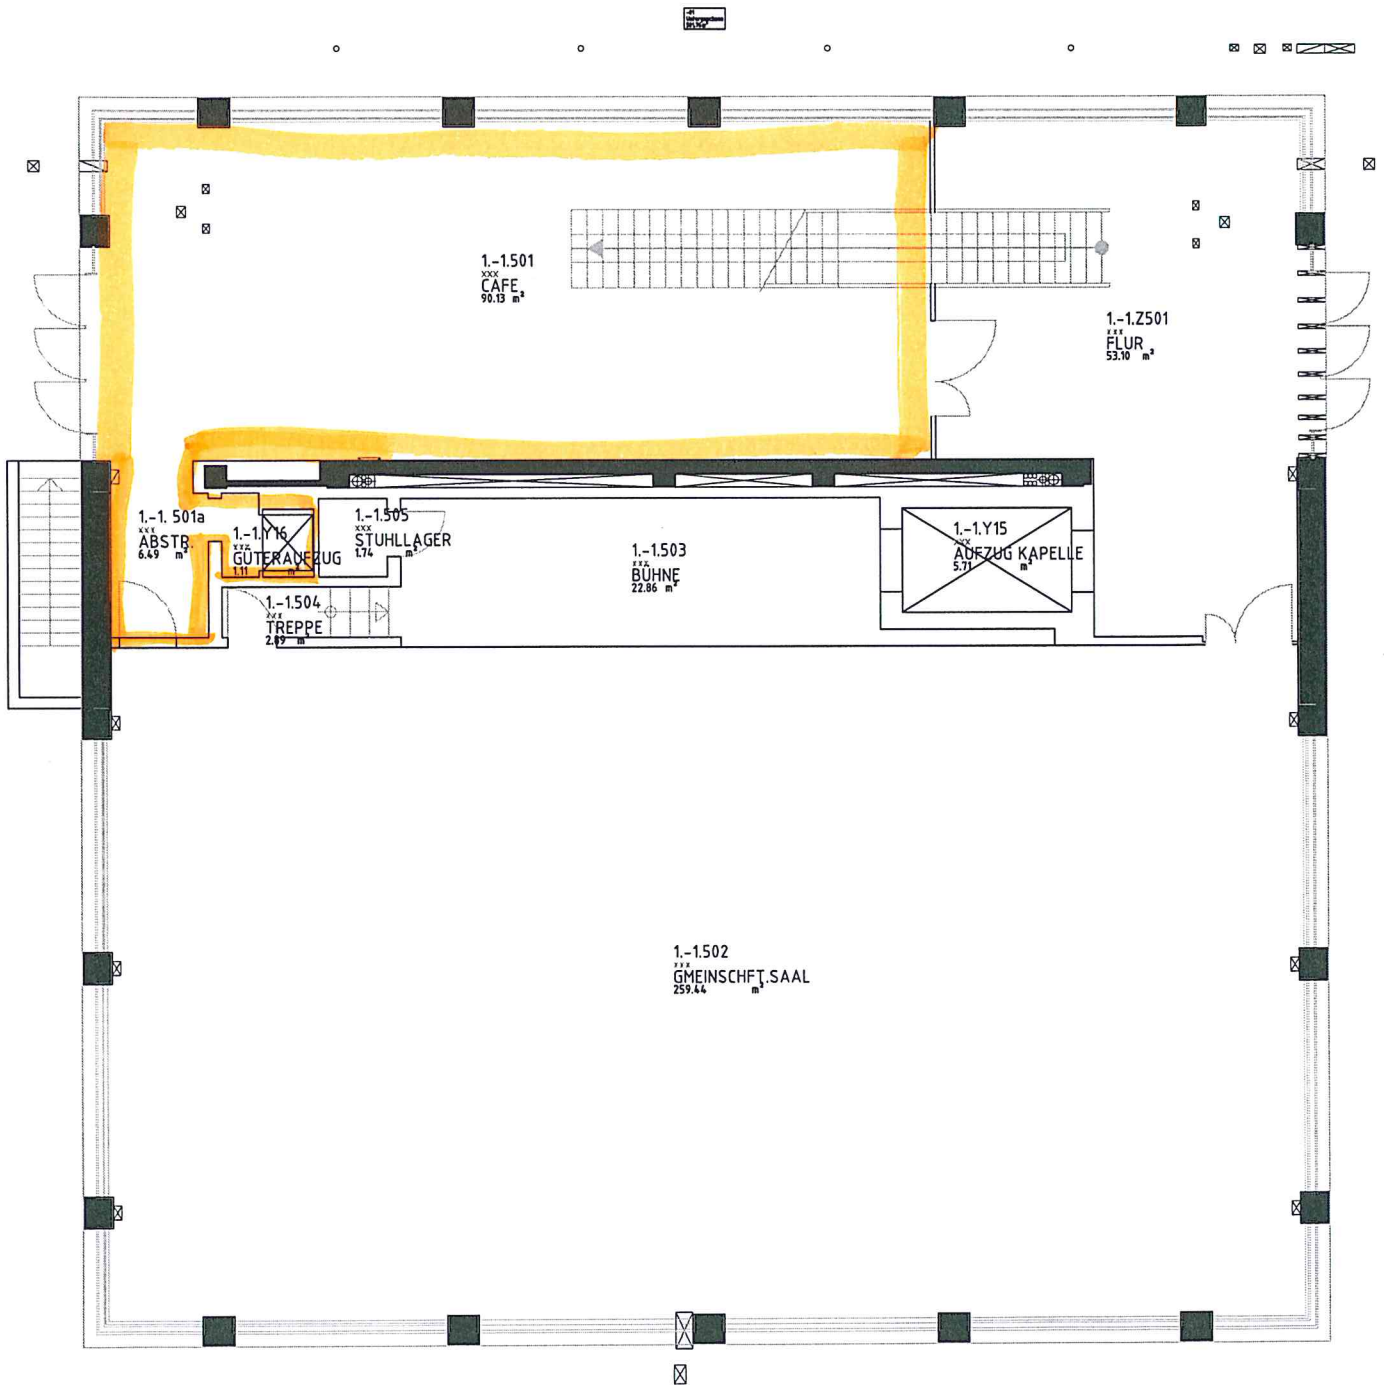 -01
1.-1.501
xxx
CAFE
90.13 m²
1.-1.Z501
xxx
FLUR
53.10 m²
1.-1. 501a
xxx
ABSTR.
6.49 m²
1.-1.Y16
xxx
GÜTERAUFZUG
1.11 m²
1.-1.505
xxx
STUHLLAGER
1.74 m²
1.-1.503
xxx
BÜHNE
22.86 m²
1.-1.Y15
xxx
AUFZUG KAPELLE
5.71 m²
1.-1.504
xxx
TREPPE
2.89 m²
1.-1.502
xxx
GMEINSCHFT.SAAL
259.44 m²